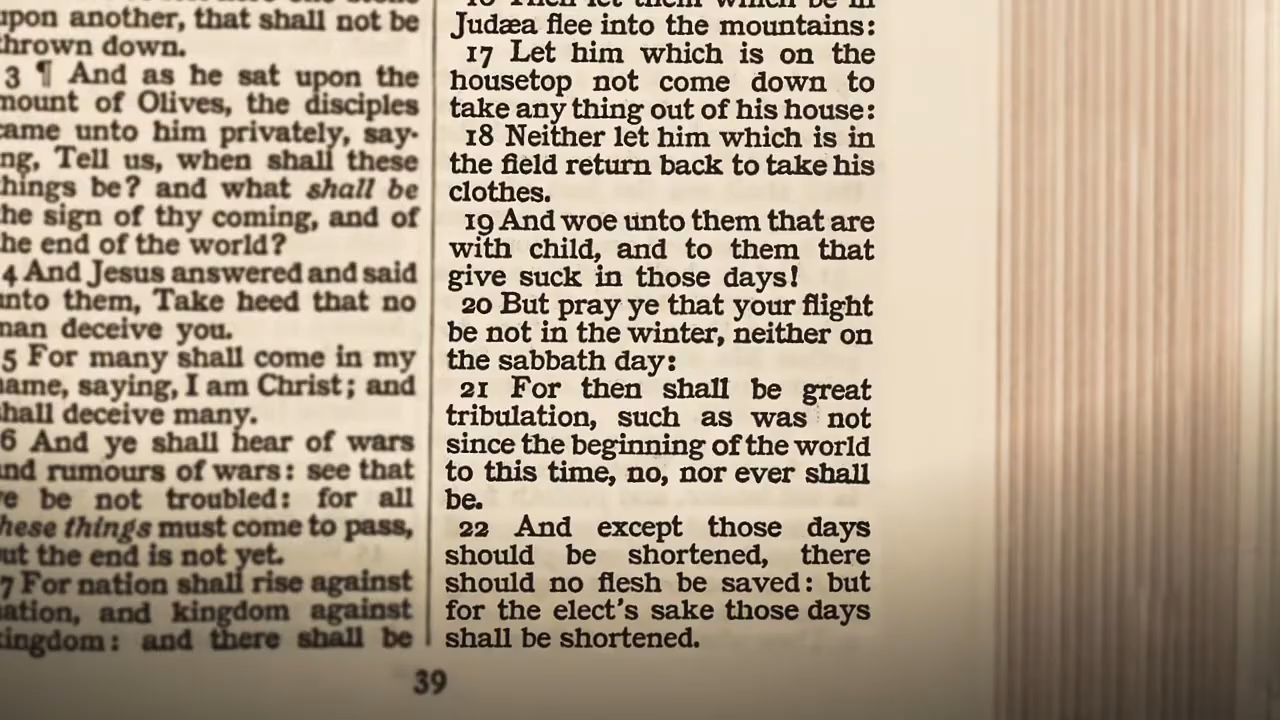 upon another, that shall not be
thrown down.
3 ¶ And as he sat upon the
mount of Olives, the disciples
came unto him privately, say-
ng, Tell us, when shall these
hings be? and what shall be
he sign of thy coming, and of
he end of the world?
4 And Jesus answered and said
unto them, Take heed that no
man deceive you.
5 For many shall come in my
name, saying, I am Christ; and
shall deceive many.
6 And ye shall hear of wars
and rumours of wars: see that
ye be not troubled: for all
these things must come to pass,
but the end is not yet.
7 For nation shall rise against
nation, and kingdom against
kingdom: and there shall be
16 Then let them which be in
Judæa flee into the mountains:
17 Let him which is on the
housetop not come down to
take any thing out of his house:
18 Neither let him which is in
the field return back to take his
clothes.
19 And woe unto them that are
with child, and to them that
give suck in those days!
20 But pray ye that your flight
be not in the winter, neither on
the sabbath day:
21 For then shall be great
tribulation, such as was not
since the beginning of the world
to this time, no, nor ever shall
be.
22 And except those days
should be shortened, there
should no flesh be saved: but
for the elect's sake those days
shall be shortened.
39